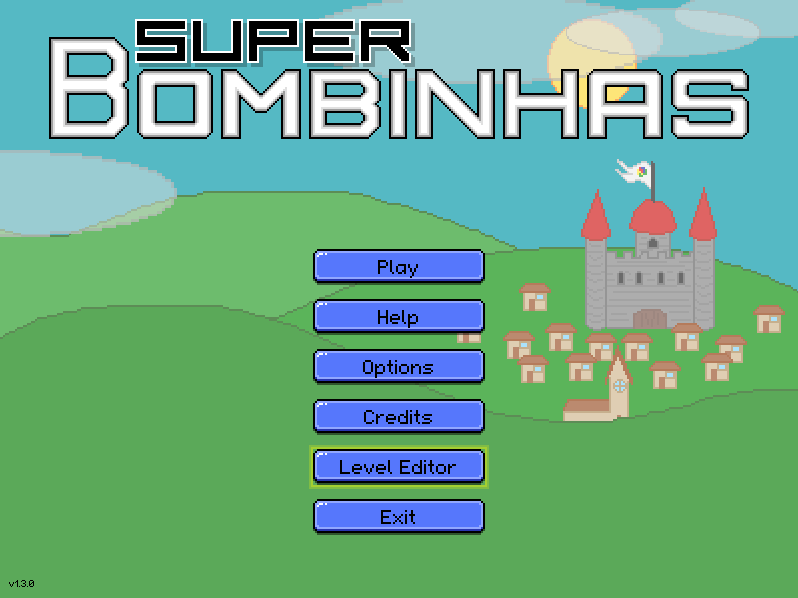 SUPER
BOMBINHAS
Play
Help
Options
Credits
Level Editor
Exit
v1.3.0